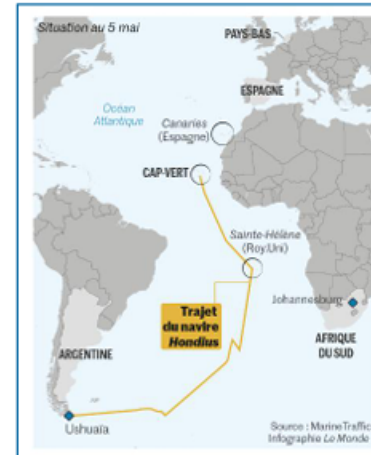 Situation au 5 mai
PAYS-BAS
Océan
Atlantique
ESPAGNE
Canaries
(Espagne)
CAP-VERT
Sainte-Hélène
(Roy.Uni)
Johannesburg
Trajet
du navire
Hondius
AFRIQUE
DU SUD
ARGENTINE
Ushuaïa
Source : MarineTraffic
Infographie Le Monde